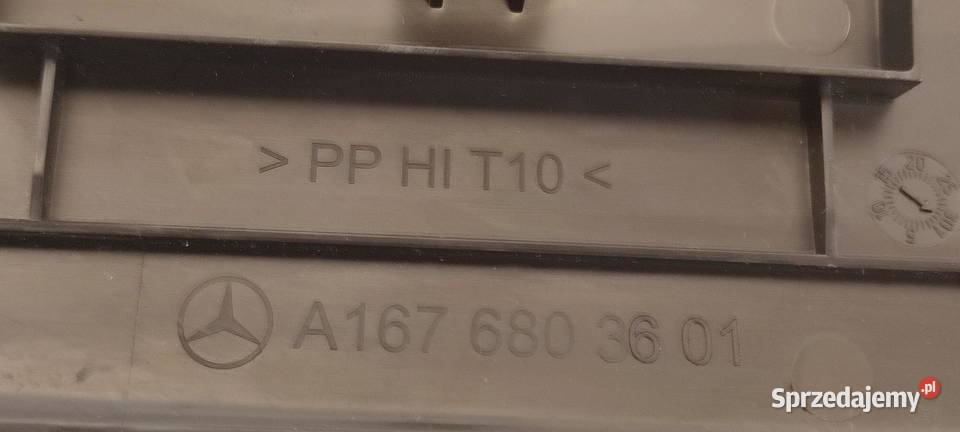 > PP HI T10 <
A167 680 36 01
Sprzedajemy.pl